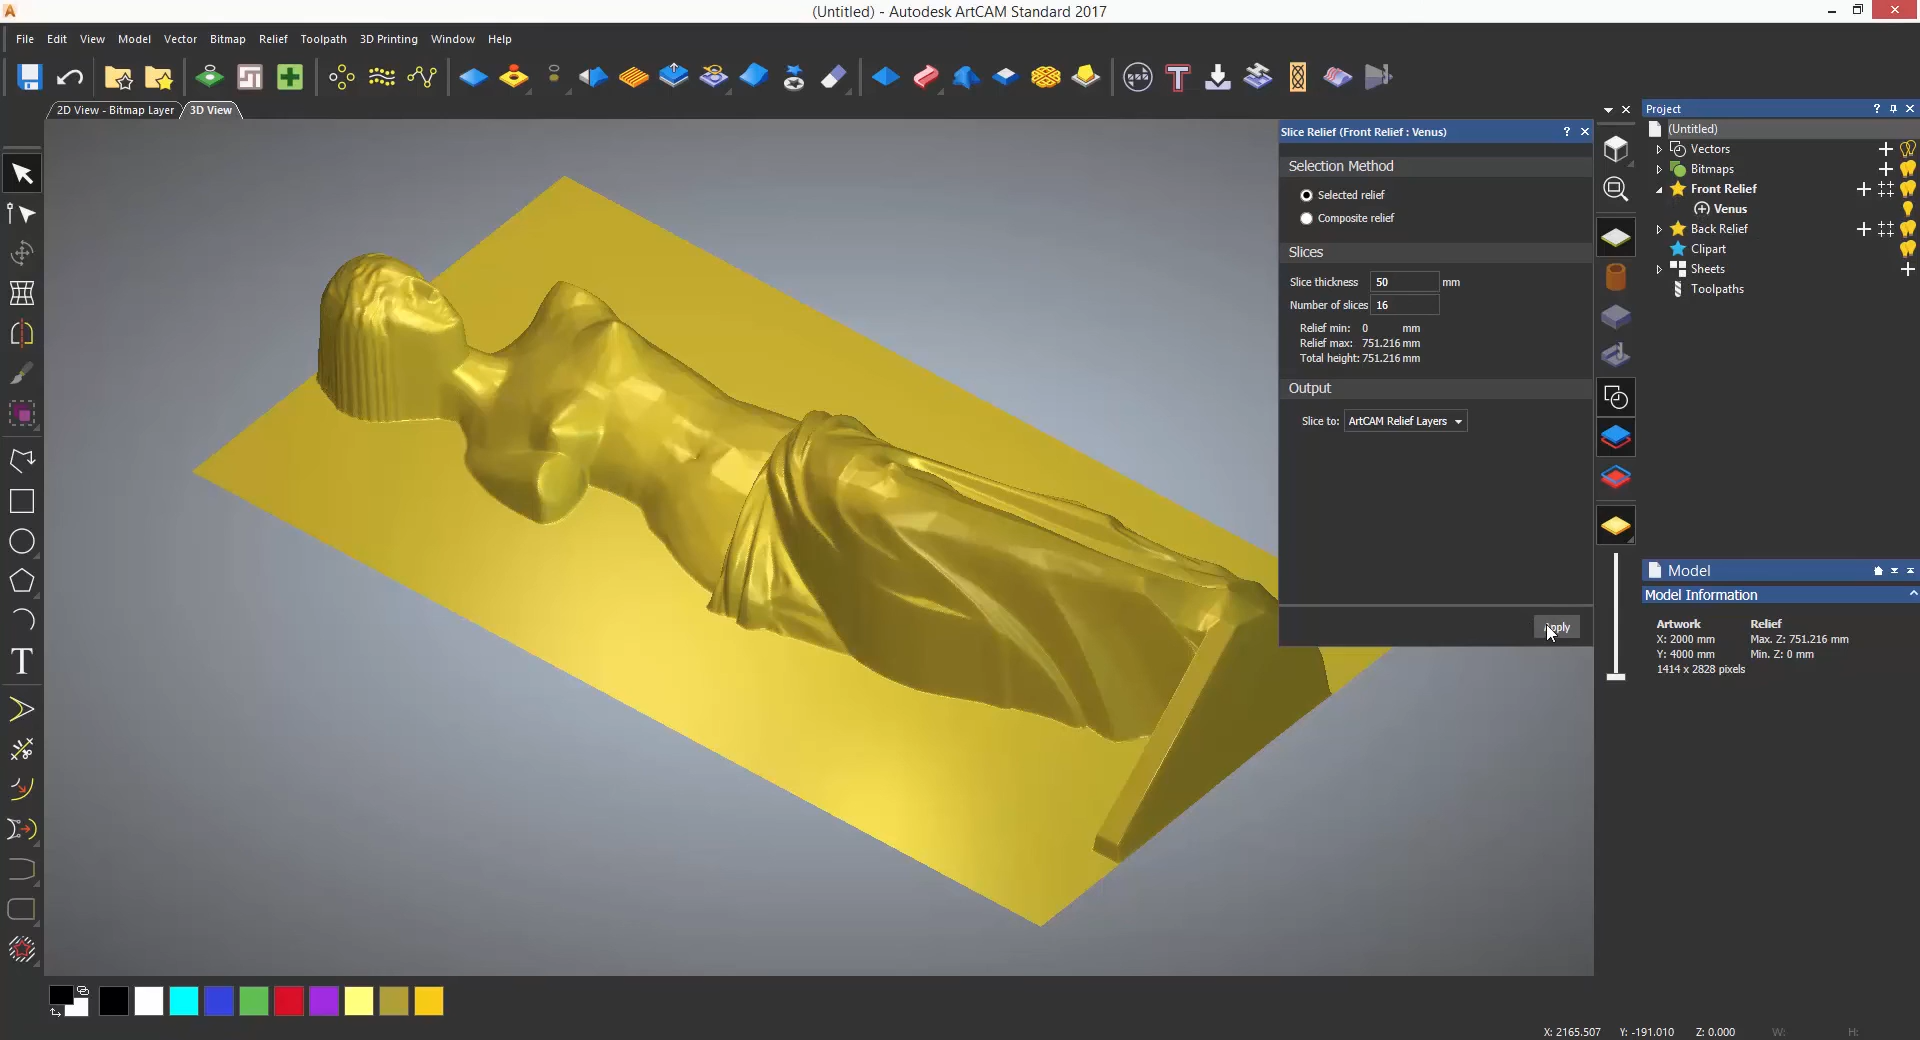 (Untitled) - Autodesk ArtCAM Standard 2017
File Edit View Model Vector Bitmap Relief Toolpath 3D Printing Window Help
2D View - Bitmap Layer 3D View
Slice Relief (Front Relief : Venus)
Selection Method
Selected relief
Composite relief
Slices
Slice thickness 50 mm
Number of slices 16
Relief min: 0 mm
Relief max: 751.216 mm
Total height: 751.216 mm
Output
Slice to: ArtCAM Relief Layers
Apply
Project
(Untitled)
Vectors
Bitmaps
Front Relief
Venus
Back Relief
Clipart
Sheets
Toolpaths
Model
Model Information
Artwork Relief
X: 2000 mm Max. Z: 751.216 mm
Y: 4000 mm Min. Z: 0 mm
1414 x 2828 pixels
X: 2165.507 Y: -191.010 Z: 0.000 W: H: